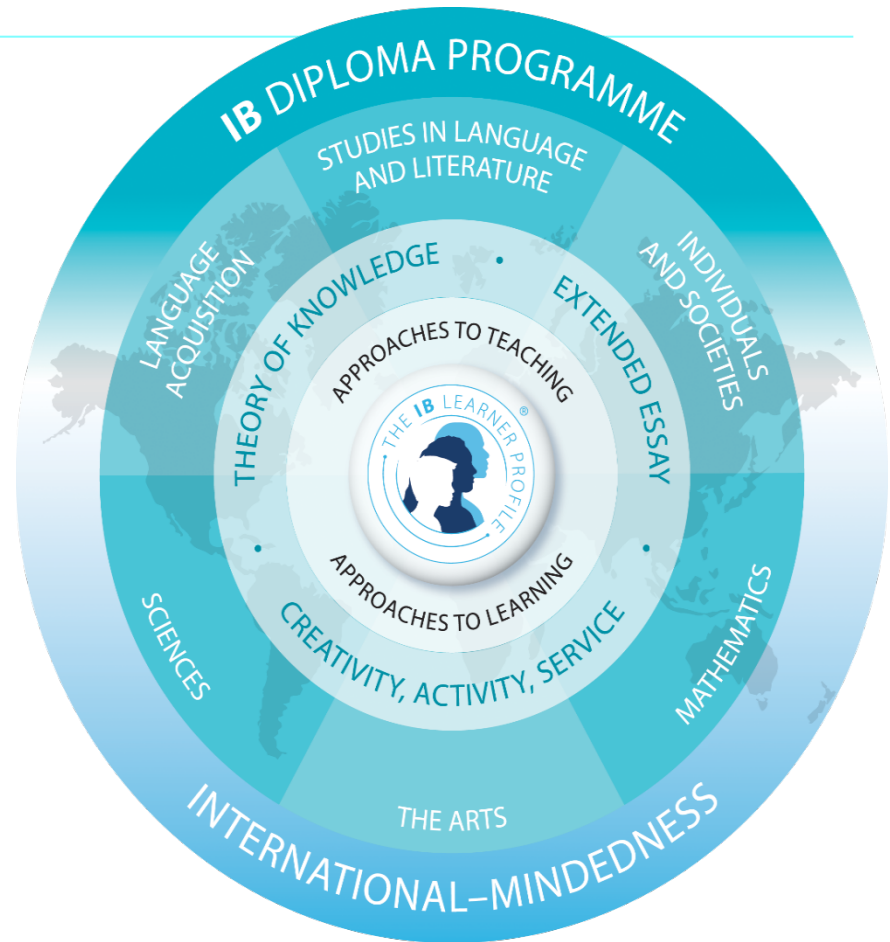 IB DIPLOMA PROGRAMME
STUDIES IN LANGUAGE
AND LITERATURE
LANGUAGE
ACQUISITION
INDIVIDUALS
AND SOCIETIES
THEORY OF KNOWLEDGE •
EXTENDED ESSAY •
APPROACHES TO TEACHING
• THE IB LEARNER PROFILE • ®
APPROACHES TO LEARNING
CREATIVITY, ACTIVITY, SERVICE •
SCIENCES
MATHEMATICS
THE ARTS
INTERNATIONAL–MINDEDNESS